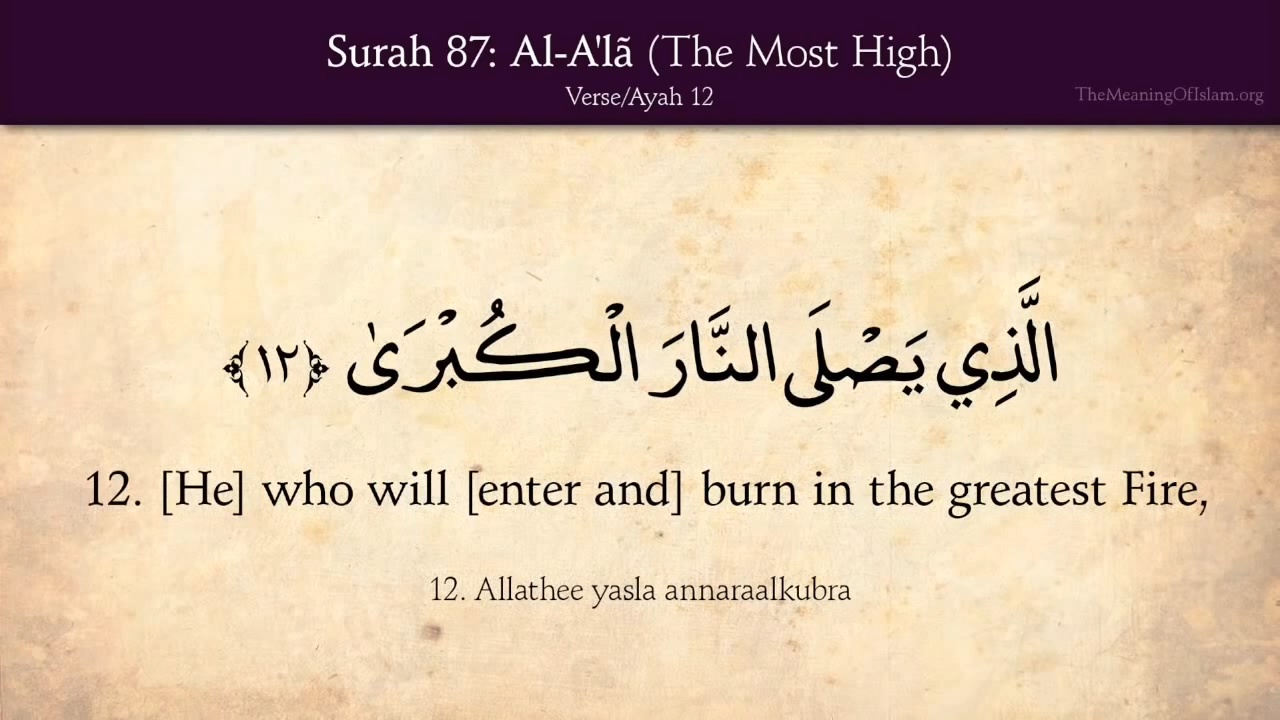 Surah 87: Al-A'lã (The Most High)
Verse/Ayah 12
TheMeaningOfIslam.org
الَّذِي يَصْلَى النَّارَ الْكُبْرَىٰ ﴿١٢﴾
12. [He] who will [enter and] burn in the greatest Fire,
12. Allathee yasla annaraalkubra